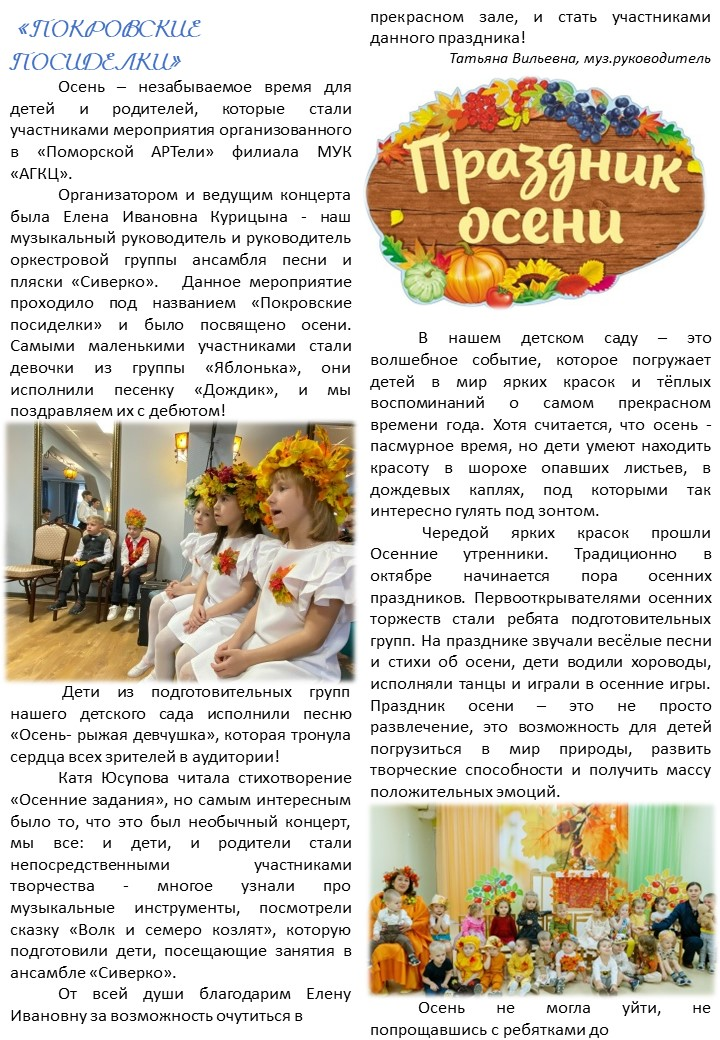 «ПОКРОВСКИЕ
ПОСИДЕЛКИ»
Осень – незабываемое время для
детей и родителей, которые стали
участниками мероприятия организованного
в «Поморской АРТели» филиала МУК
«АГКЦ».
Организатором и ведущим концерта
была Елена Ивановна Курицына - наш
музыкальный руководитель и руководитель
оркестровой группы ансамбля песни и
пляски «Сиверко». Данное мероприятие
проходило под названием «Покровские
посиделки» и было посвящено осени.
Самыми маленькими участниками стали
девочки из группы «Яблонька», они
исполнили песенку «Дождик», и мы
поздравляем их с дебютом!
Дети из подготовительных групп
нашего детского сада исполнили песню
«Осень- рыжая девчушка», которая тронула
сердца всех зрителей в аудитории!
Катя Юсупова читала стихотворение
«Осенние задания», но самым интересным
было то, что это был необычный концерт,
мы все: и дети, и родители стали
непосредственными участниками
творчества - многое узнали про
музыкальные инструменты, посмотрели
сказку «Волк и семеро козлят», которую
подготовили дети, посещающие занятия в
ансамбле «Сиверко».
От всей души благодарим Елену
Ивановну за возможность очутиться в
прекрасном зале, и стать участниками
данного праздника!
Татьяна Вильевна, муз.руководитель
Праздник
осени
В нашем детском саду – это
волшебное событие, которое погружает
детей в мир ярких красок и тёплых
воспоминаний о самом прекрасном
времени года. Хотя считается, что осень -
пасмурное время, но дети умеют находить
красоту в шорохе опавших листьев, в
дождевых каплях, под которыми так
интересно гулять под зонтом.
Чередой ярких красок прошли
Осенние утренники. Традиционно в
октябре начинается пора осенних
праздников. Первооткрывателями осенних
торжеств стали ребята подготовительных
групп. На празднике звучали весёлые песни
и стихи об осени, дети водили хороводы,
исполняли танцы и играли в осенние игры.
Праздник осени – это не просто
развлечение, это возможность для детей
погрузиться в мир природы, развить
творческие способности и получить массу
положительных эмоций.
Осень не могла уйти, не
попрощавшись с ребятками до